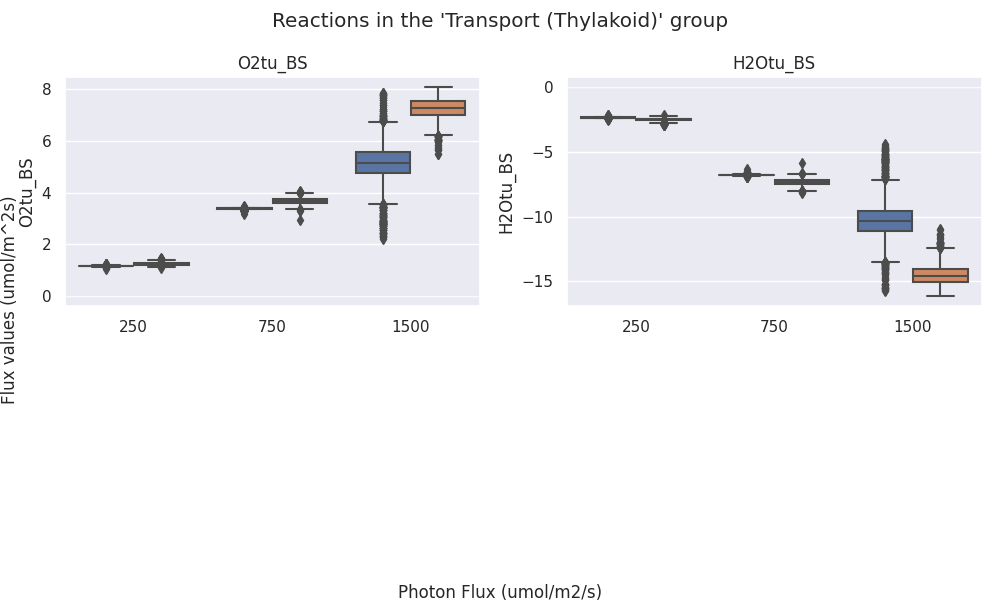 Reactions in the 'Transport (Thylakoid)' group
O2tu_BS
H2Otu_BS
8
6
4
2
0
O2tu_BS
Flux values (umol/m^2s)
250
750
1500
0
−5
−10
−15
H2Otu_BS
250
750
1500
Photon Flux (umol/m2/s)